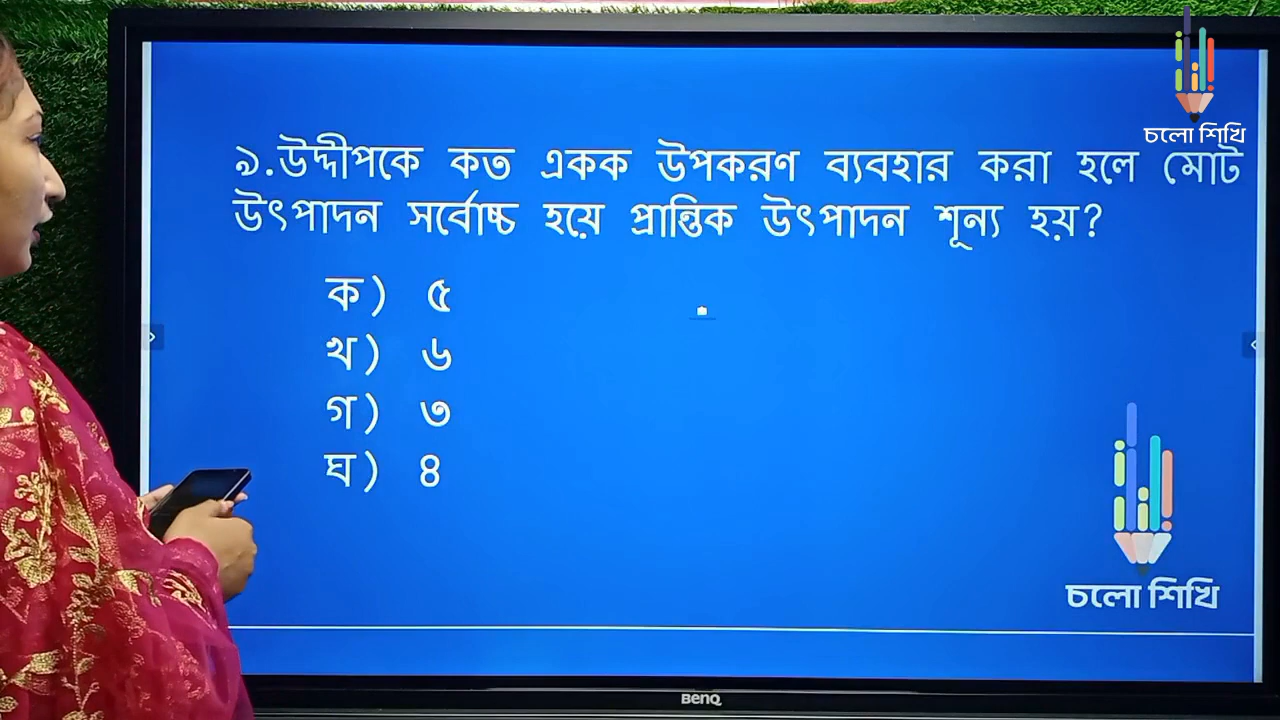 চলো শিখি
৯.উদ্দীপকে কত একক উপকরণ ব্যবহার করা হলে মোট
উৎপাদন সর্বোচ্চ হয়ে প্রান্তিক উৎপাদন শূন্য হয়?
ক) ৫
খ) ৬
গ) ৩
ঘ) ৪
চলো শিখি
BenQ